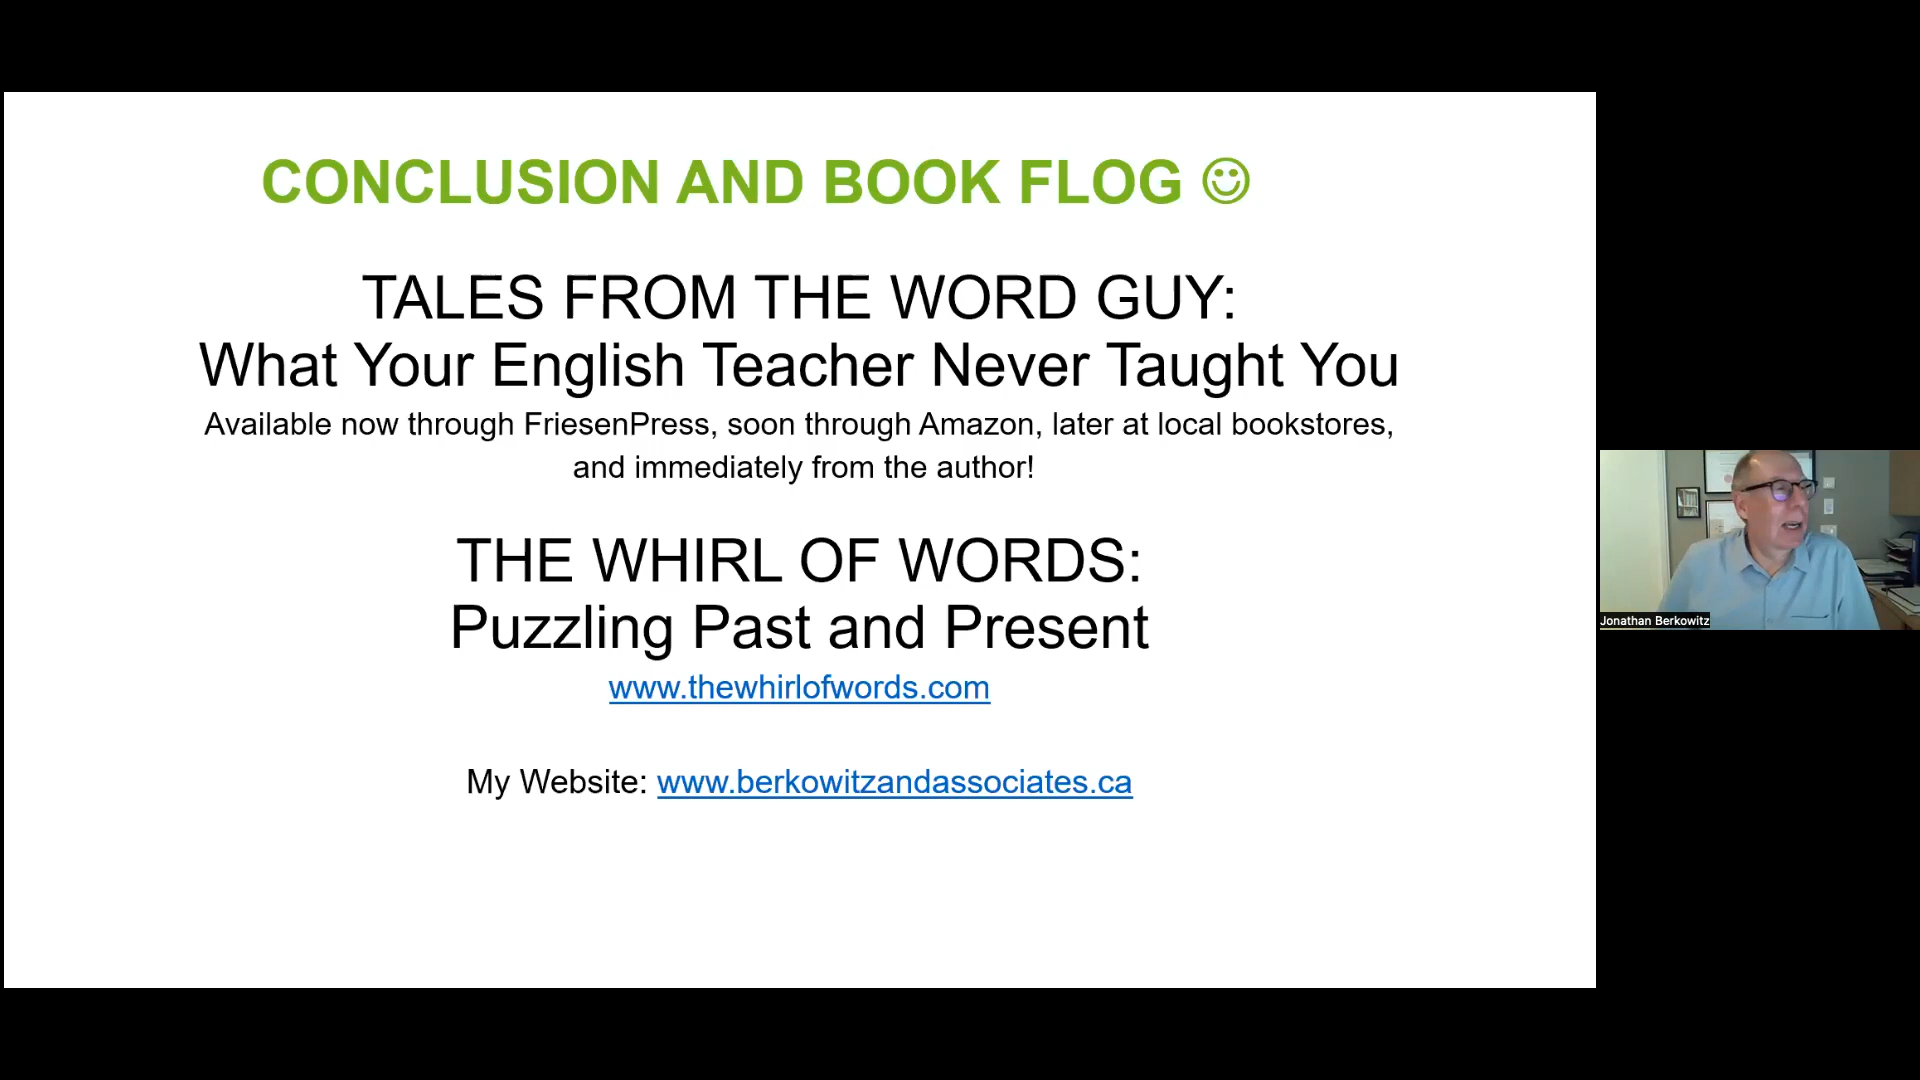 CONCLUSION AND BOOK FLOG ☺
TALES FROM THE WORD GUY:
What Your English Teacher Never Taught You
Available now through FriesenPress, soon through Amazon, later at local bookstores,
and immediately from the author!
THE WHIRL OF WORDS:
Puzzling Past and Present
www.thewhirlofwords.com
My Website: www.berkowitzandassociates.ca
Jonathan Berkowitz